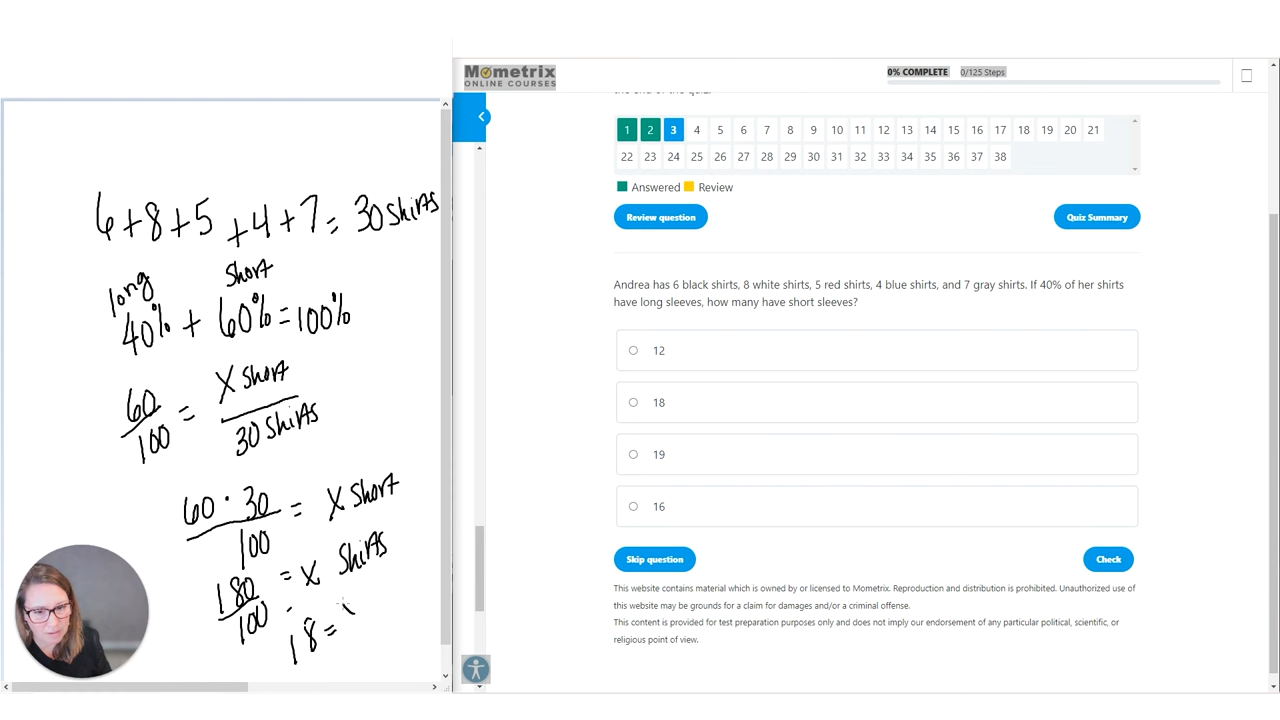 Mometrix
ONLINE COURSES
0% COMPLETE 0/125 Steps
1 2 3 4 5 6 7 8 9 10 11 12 13 14 15 16 17 18 19 20 21
22 23 24 25 26 27 28 29 30 31 32 33 34 35 36 37 38
Answered Review
Review question
Quiz Summary
Andrea has 6 black shirts, 8 white shirts, 5 red shirts, 4 blue shirts, and 7 gray shirts. If 40% of her shirts
have long sleeves, how many have short sleeves?
12
18
19
16
Skip question
Check
This website contains material which is owned by or licensed to Mometrix. Reproduction and distribution is prohibited. Unauthorized use of
this website may be grounds for a claim for damages and/or a criminal offense.
This content is provided for test preparation purposes only and does not imply our endorsement of any particular political, scientific, or
religious point of view.
6+8+5 +4+7= 30 shirts
long short
40% + 60% = 100%
60 = X short
100 30 shirts
60 · 30 = X short
100
180 = X shirts
100
18 =